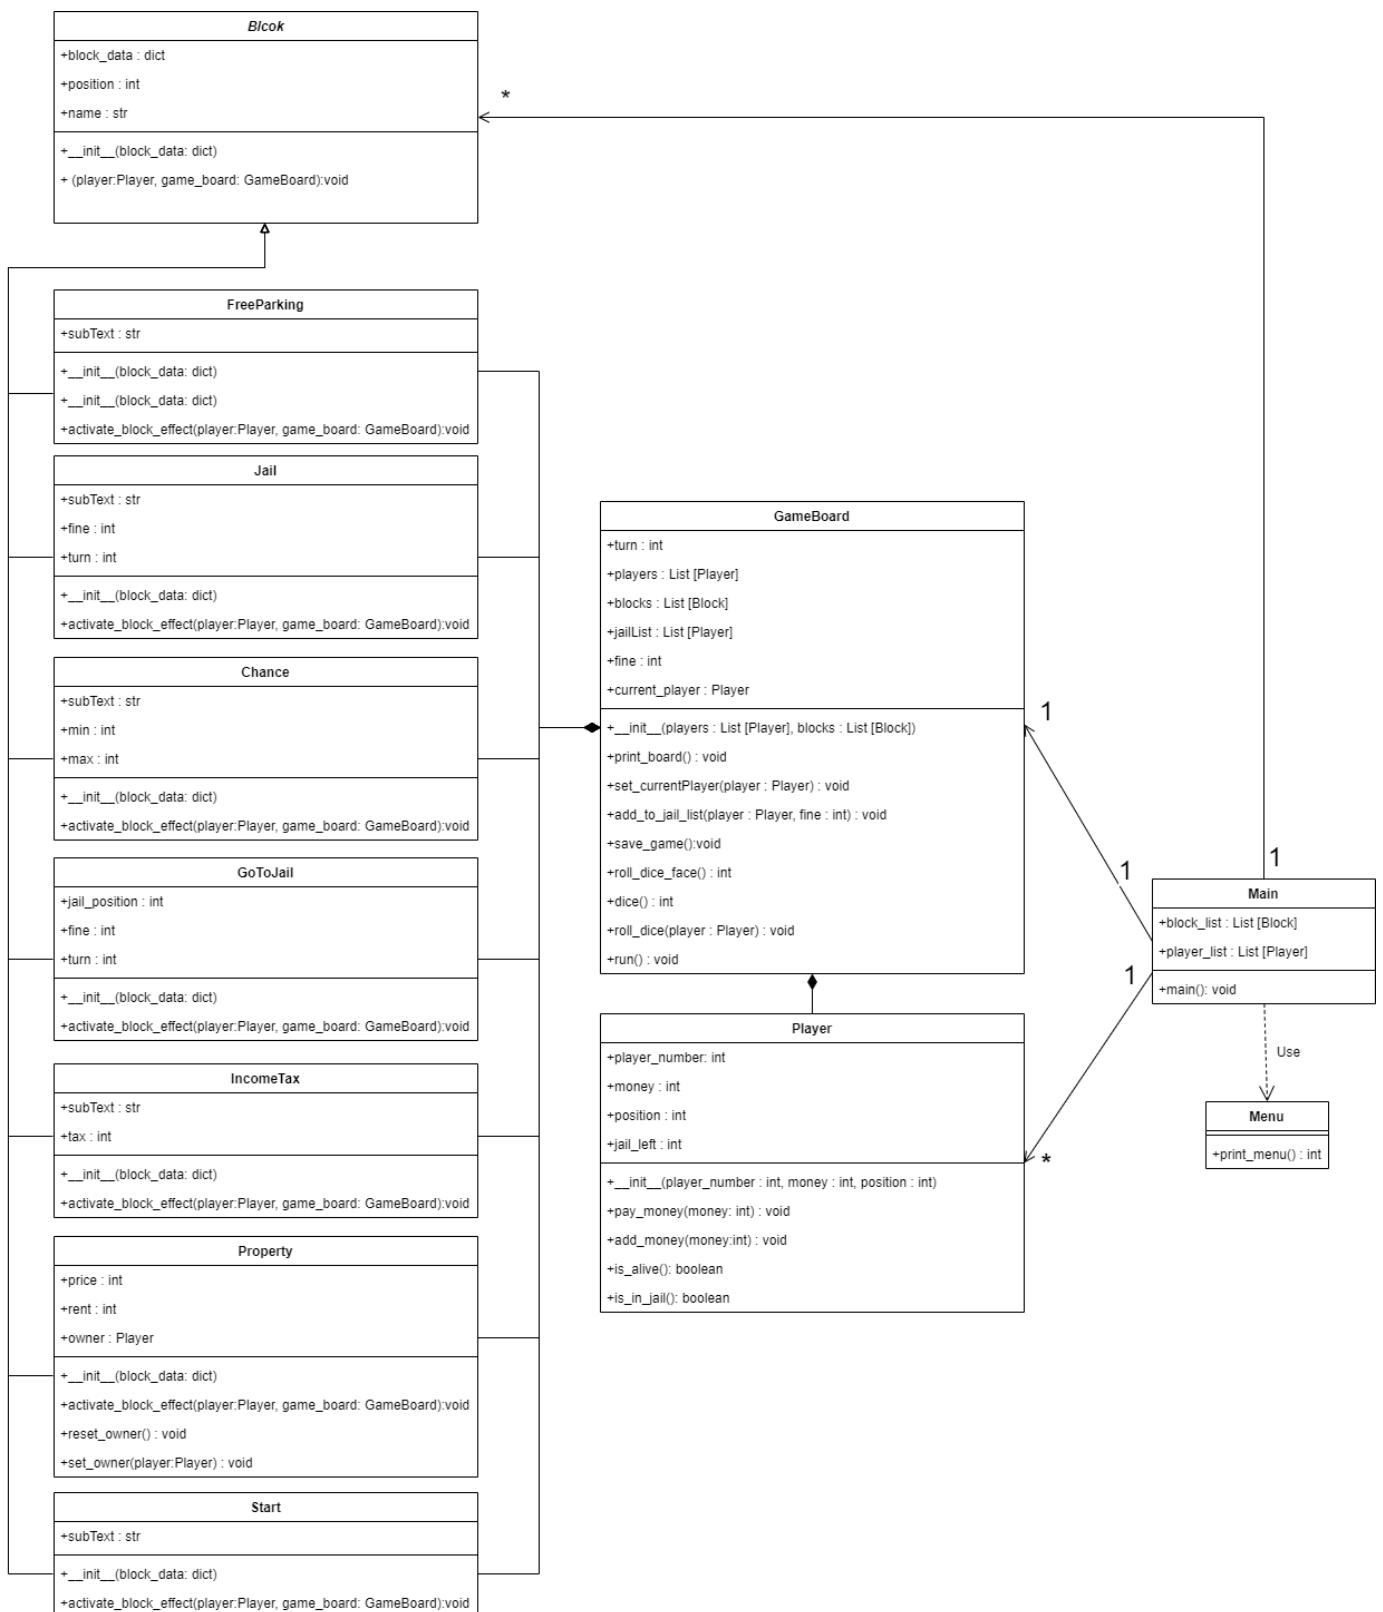 Blcok
+block_data : dict
+position : int
+name : str
+__init__(block_data: dict)
+ (player:Player, game_board: GameBoard):void
*
FreeParking
+subText : str
+__init__(block_data: dict)
+__init__(block_data: dict)
+activate_block_effect(player:Player, game_board: GameBoard):void
Jail
+subText : str
+fine : int
+turn : int
+__init__(block_data: dict)
+activate_block_effect(player:Player, game_board: GameBoard):void
Chance
+subText : str
+min : int
+max : int
+__init__(block_data: dict)
+activate_block_effect(player:Player, game_board: GameBoard):void
GoToJail
+jail_position : int
+fine : int
+turn : int
+__init__(block_data: dict)
+activate_block_effect(player:Player, game_board: GameBoard):void
IncomeTax
+subText : str
+tax : int
+__init__(block_data: dict)
+activate_block_effect(player:Player, game_board: GameBoard):void
Property
+price : int
+rent : int
+owner : Player
+__init__(block_data: dict)
+activate_block_effect(player:Player, game_board: GameBoard):void
+reset_owner() : void
+set_owner(player:Player) : void
Start
+subText : str
+__init__(block_data: dict)
+activate_block_effect(player:Player, game_board: GameBoard):void
GameBoard
+turn : int
+players : List [Player]
+blocks : List [Block]
+jailList : List [Player]
+fine : int
+current_player : Player
+__init__(players : List [Player], blocks : List [Block])
+print_board() : void
+set_currentPlayer(player : Player) : void
+add_to_jail_list(player : Player, fine : int) : void
+save_game():void
+roll_dice_face() : int
+dice() : int
+roll_dice(player : Player) : void
+run() : void
Player
+player_number: int
+money : int
+position : int
+jail_left : int
+__init__(player_number : int, money : int, position : int)
+pay_money(money: int) : void
+add_money(money:int) : void
+is_alive(): boolean
+is_in_jail(): boolean
1
1
1
1
*
Main
+block_list : List [Block]
+player_list : List [Player]
+main(): void
Use
Menu
+print_menu() : int